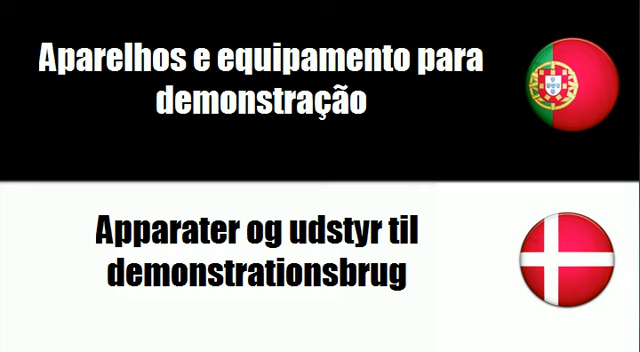 Aparelhos e equipamento para
demonstração
Apparater og udstyr til
demonstrationsbrug